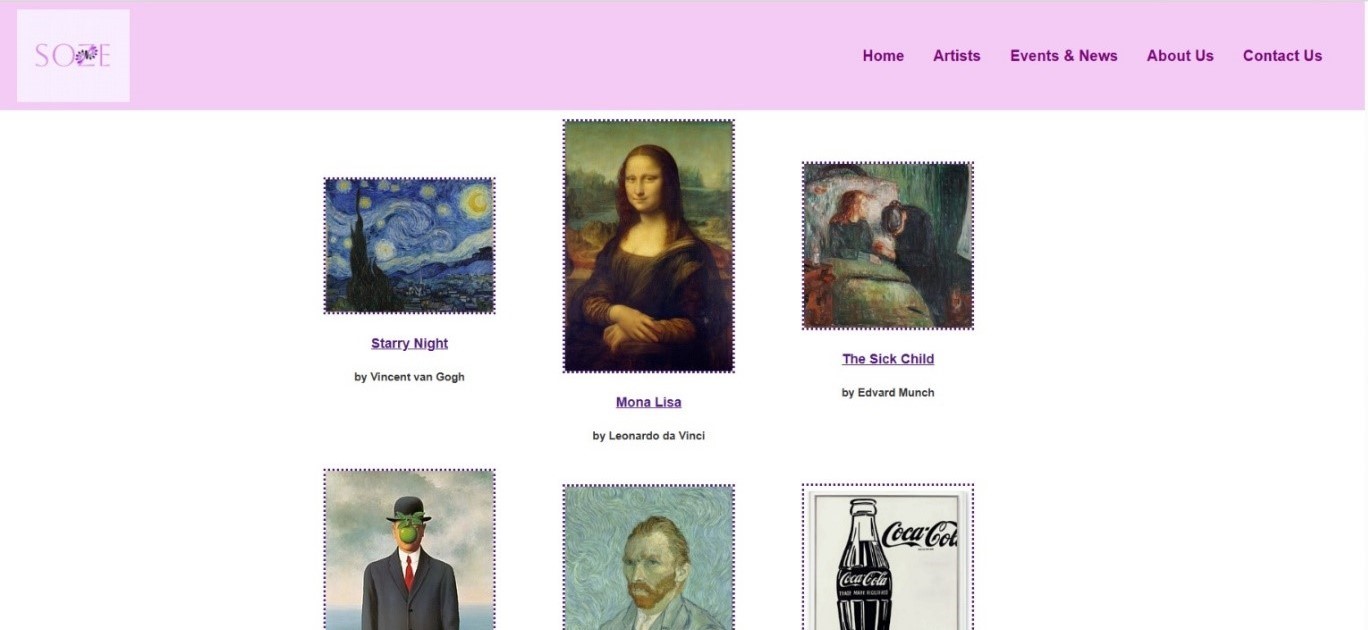 SOZE
Home Artists Events & News About Us Contact Us
Starry Night
by Vincent van Gogh
Mona Lisa
by Leonardo da Vinci
The Sick Child
by Edvard Munch
Coca-Col
Coca-Cola